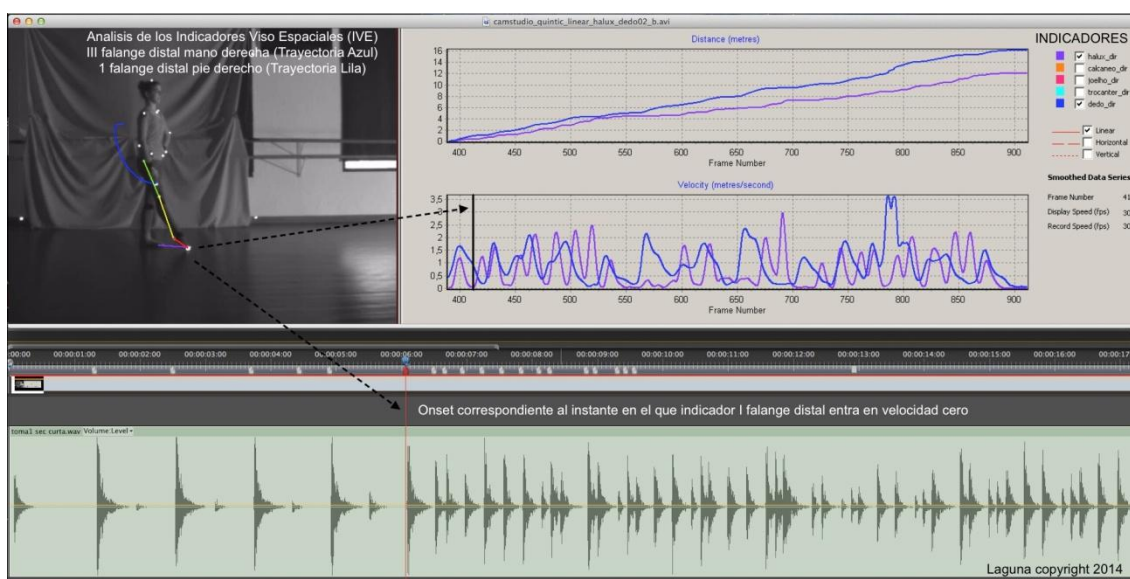 camstudio_quintic_linear_halux_dedo02_b.avi
Analisis de los Indicadores Viso Espaciales (IVE)
III falange distal mano derecha (Trayectoria Azul)
1 falange distal pie derecho (Trayectoria Lila)
Distance (metres)
16
14
12
10
8
6
4
2
0
400 450 500 550 600 650 700 750 800 850 900
Frame Number
Velocity (metres/second)
3,5
3
2,5
2
1,5
1
0,5
0
400 450 500 550 600 650 700 750 800 850 900
Frame Number
INDICADORES
halux_dir
calcaneo_dir
joelho_dir
trocanter_dir
dedo_dir
Linear
Horizontal
Vertical
Smoothed Data Series
Frame Number 41
Display Speed (fps) 30
Record Speed (fps) 30
00:00 00:00:01:00 00:00:02:00 00:00:03:00 00:00:04:00 00:00:05:00 00:00:06:00 00:00:07:00 00:00:08:00 00:00:09:00 00:00:10:00 00:00:11:00 00:00:12:00 00:00:13:00 00:00:14:00 00:00:15:00 00:00:16:00 00:00:17
Onset correspondiente al instante en el que indicador I falange distal entra en velocidad cero
toma1 sec curta.wav Volume:Level
Laguna copyright 2014